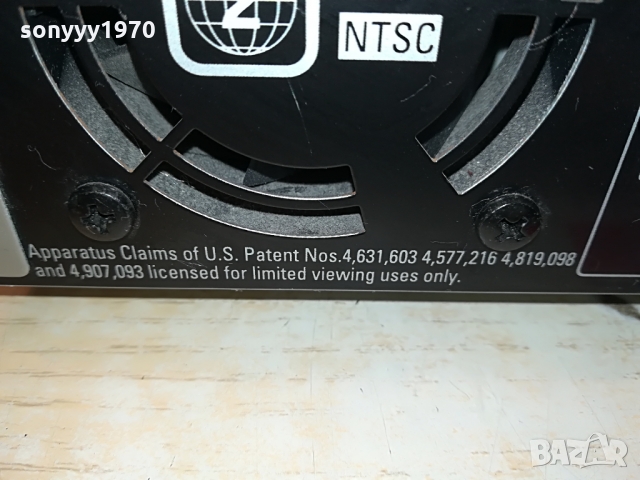 sonyyy1970
2
NTSC
Apparatus Claims of U.S. Patent Nos.4,631,603 4,577,216 4,819,098
and 4,907,093 licensed for limited viewing uses only.
БАZАР